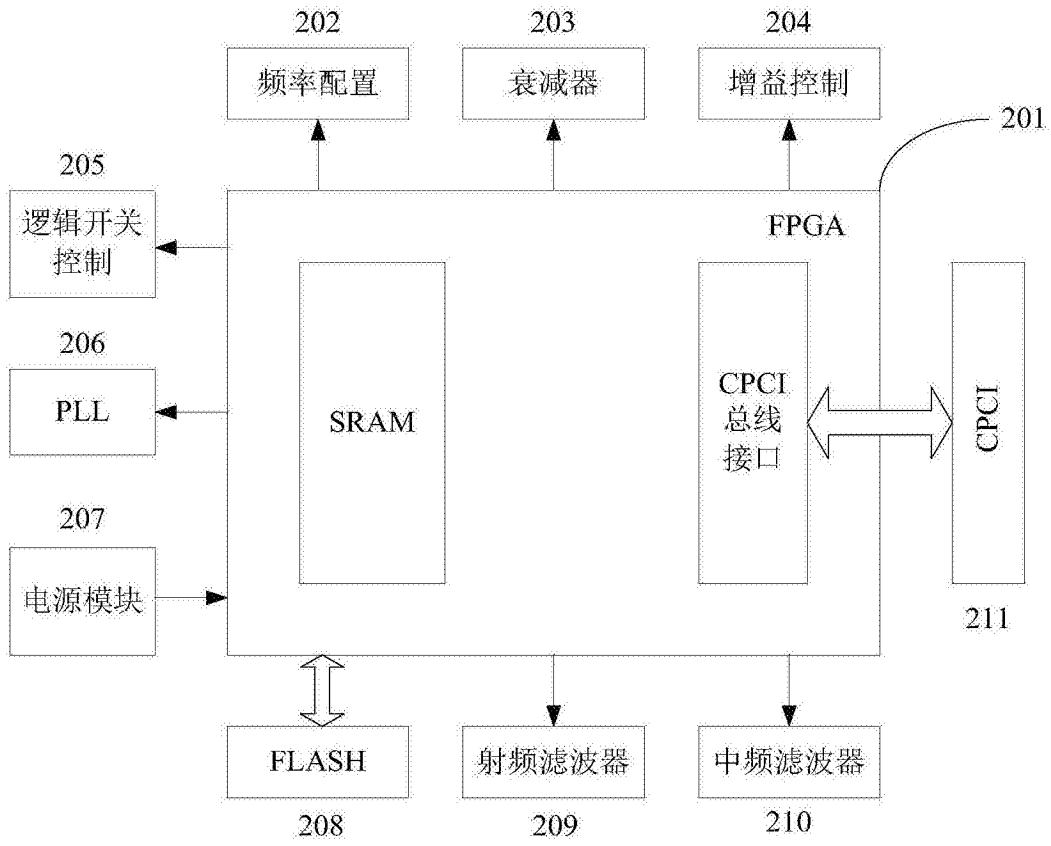 202
203
204
频率配置
衰减器
增益控制
201
205
逻辑开关
控制
FPGA
206
PLL
SRAM
CPCI
总线
接口
CPCI
207
电源模块
211
FLASH
射频滤波器
中频滤波器
208
209
210